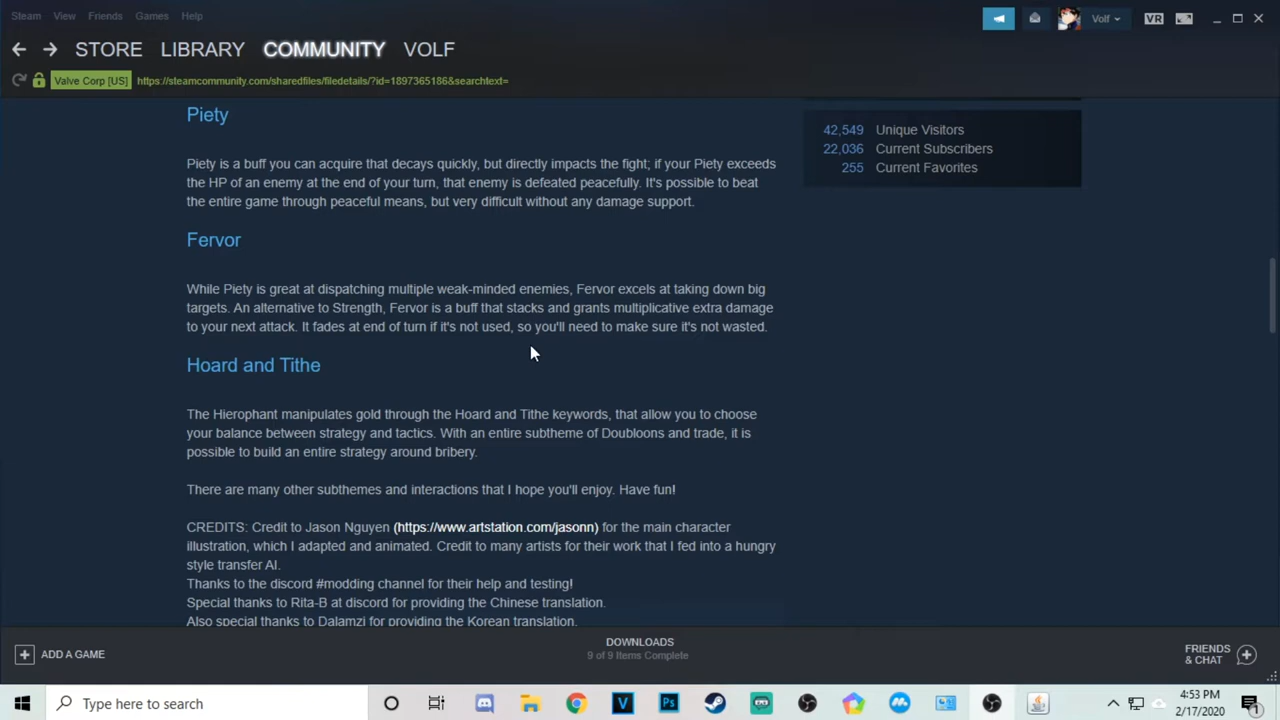 Steam View Friends Games Help
Volf
VR
STORE LIBRARY COMMUNITY VOLF
Valve Corp [US] https://steamcommunity.com/sharedfiles/filedetails/?id=1897365186&searchtext=
Piety
42,549 Unique Visitors
22,036 Current Subscribers
255 Current Favorites
Piety is a buff you can acquire that decays quickly, but directly impacts the fight; if your Piety exceeds
the HP of an enemy at the end of your turn, that enemy is defeated peacefully. It's possible to beat
the entire game through peaceful means, but very difficult without any damage support.
Fervor
While Piety is great at dispatching multiple weak-minded enemies, Fervor excels at taking down big
targets. An alternative to Strength, Fervor is a buff that stacks and grants multiplicative extra damage
to your next attack. It fades at end of turn if it's not used, so you'll need to make sure it's not wasted.
Hoard and Tithe
The Hierophant manipulates gold through the Hoard and Tithe keywords, that allow you to choose
your balance between strategy and tactics. With an entire subtheme of Doubloons and trade, it is
possible to build an entire strategy around bribery.
There are many other subthemes and interactions that I hope you'll enjoy. Have fun!
CREDITS: Credit to Jason Nguyen (https://www.artstation.com/jasonn) for the main character
illustration, which I adapted and animated. Credit to many artists for their work that I fed into a hungry
style transfer AI.
Thanks to the discord #modding channel for their help and testing!
Special thanks to Rita-B at discord for providing the Chinese translation.
Also special thanks to Dalamzi for providing the Korean translation.
ADD A GAME
DOWNLOADS
9 of 9 Items Complete
FRIENDS
& CHAT
Type here to search
V
Ps
4:53 PM
2/17/2020
1